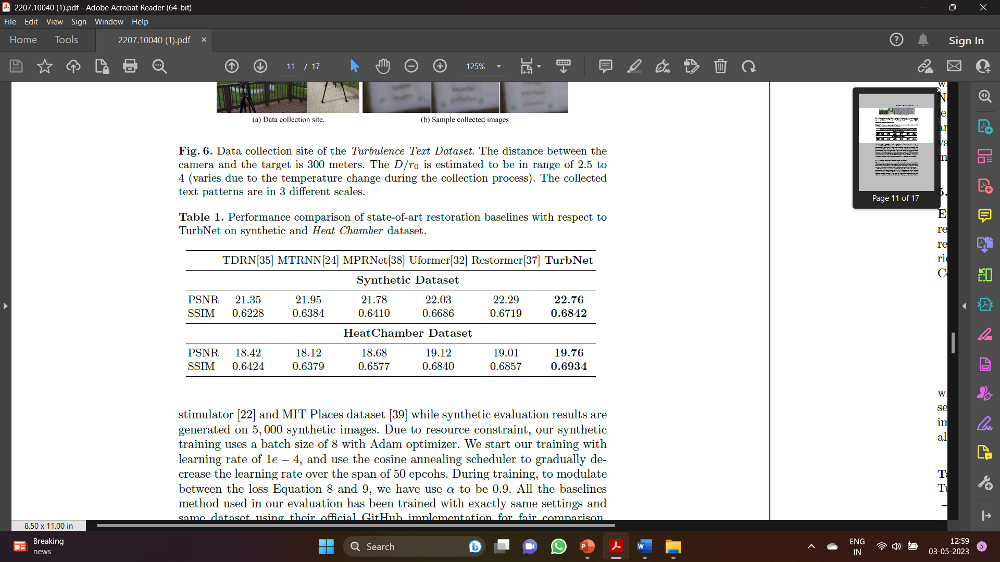 2207.10040 (1).pdf - Adobe Acrobat Reader (64-bit)
File Edit View Sign Window Help
Home Tools 2207.10040 (1).pdf × Sign In
11 / 17 125%
spent
layers
beauty
galleries
purchase
societies
(a) Data collection site. (b) Sample collected images
Fig. 6. Data collection site of the Turbulence Text Dataset. The distance between the
camera and the target is 300 meters. The D/r₀ is estimated to be in range of 2.5 to
4 (varies due to the temperature change during the collection process). The collected
text patterns are in 3 different scales.
Table 1. Performance comparison of state-of-art restoration baselines with respect to
TurbNet on synthetic and Heat Chamber dataset.
TDRN[35] MTRNN[24] MPRNet[38] Uformer[32] Restormer[37] TurbNet
Synthetic Dataset
PSNR 21.35 21.95 21.78 22.03 22.29 22.76
SSIM 0.6228 0.6384 0.6410 0.6686 0.6719 0.6842
HeatChamber Dataset
PSNR 18.42 18.12 18.68 19.12 19.01 19.76
SSIM 0.6424 0.6379 0.6577 0.6840 0.6857 0.6934
stimulator [22] and MIT Places dataset [39] while synthetic evaluation results are
generated on 5,000 synthetic images. Due to resource constraint, our synthetic
training uses a batch size of 8 with Adam optimizer. We start our training with
learning rate of 1e − 4, and use the cosine annealing scheduler to gradually de-
crease the learning rate over the span of 50 epcohs. During training, to modulate
between the loss Equation 8 and 9, we have use α to be 0.9. All the baselines
method used in our evaluation has been trained with exactly same settings and
same dataset using their official GitHub implementation for fair comparison.
Page 11 of 17
5.
8.50 x 11.00 in
Breaking
news
Search
ENG
IN
12:59
03-05-2023
5